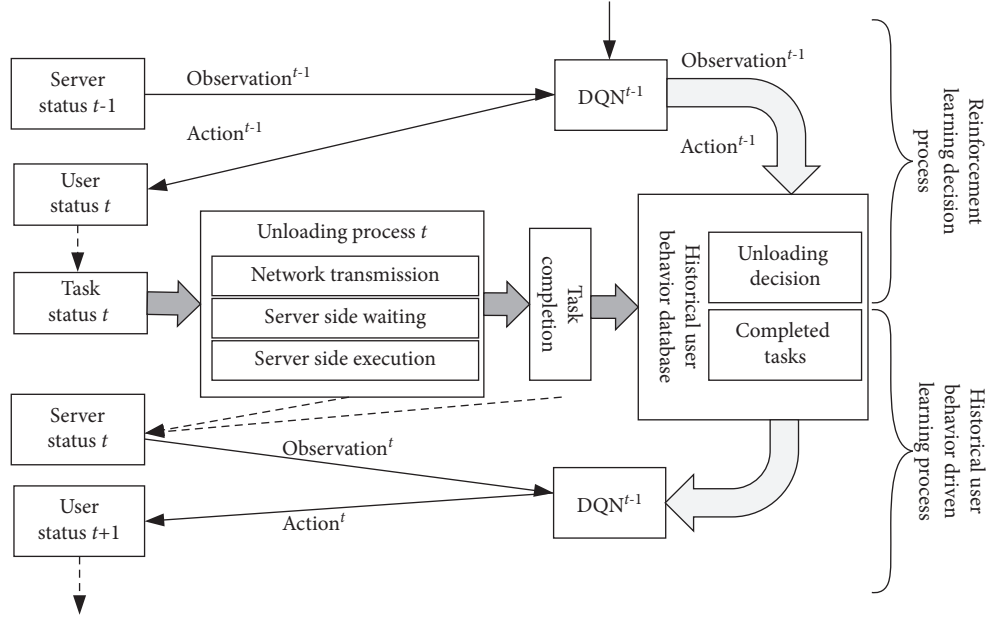 Server
status t-1
Observation^t-1
Action^t-1
DQN^t-1
Observation^t-1
Action^t-1
User
status t
Task
status t
Unloading process t
Network transmission
Server side waiting
Server side execution
Task
completion
Historical user
behavior database
Unloading
decision
Completed
tasks
Server
status t
Observation^t
User
status t+1
Action^t
DQN^t-1
Reinforcement
learning decision
process
Historical user
behavior driven
learning process